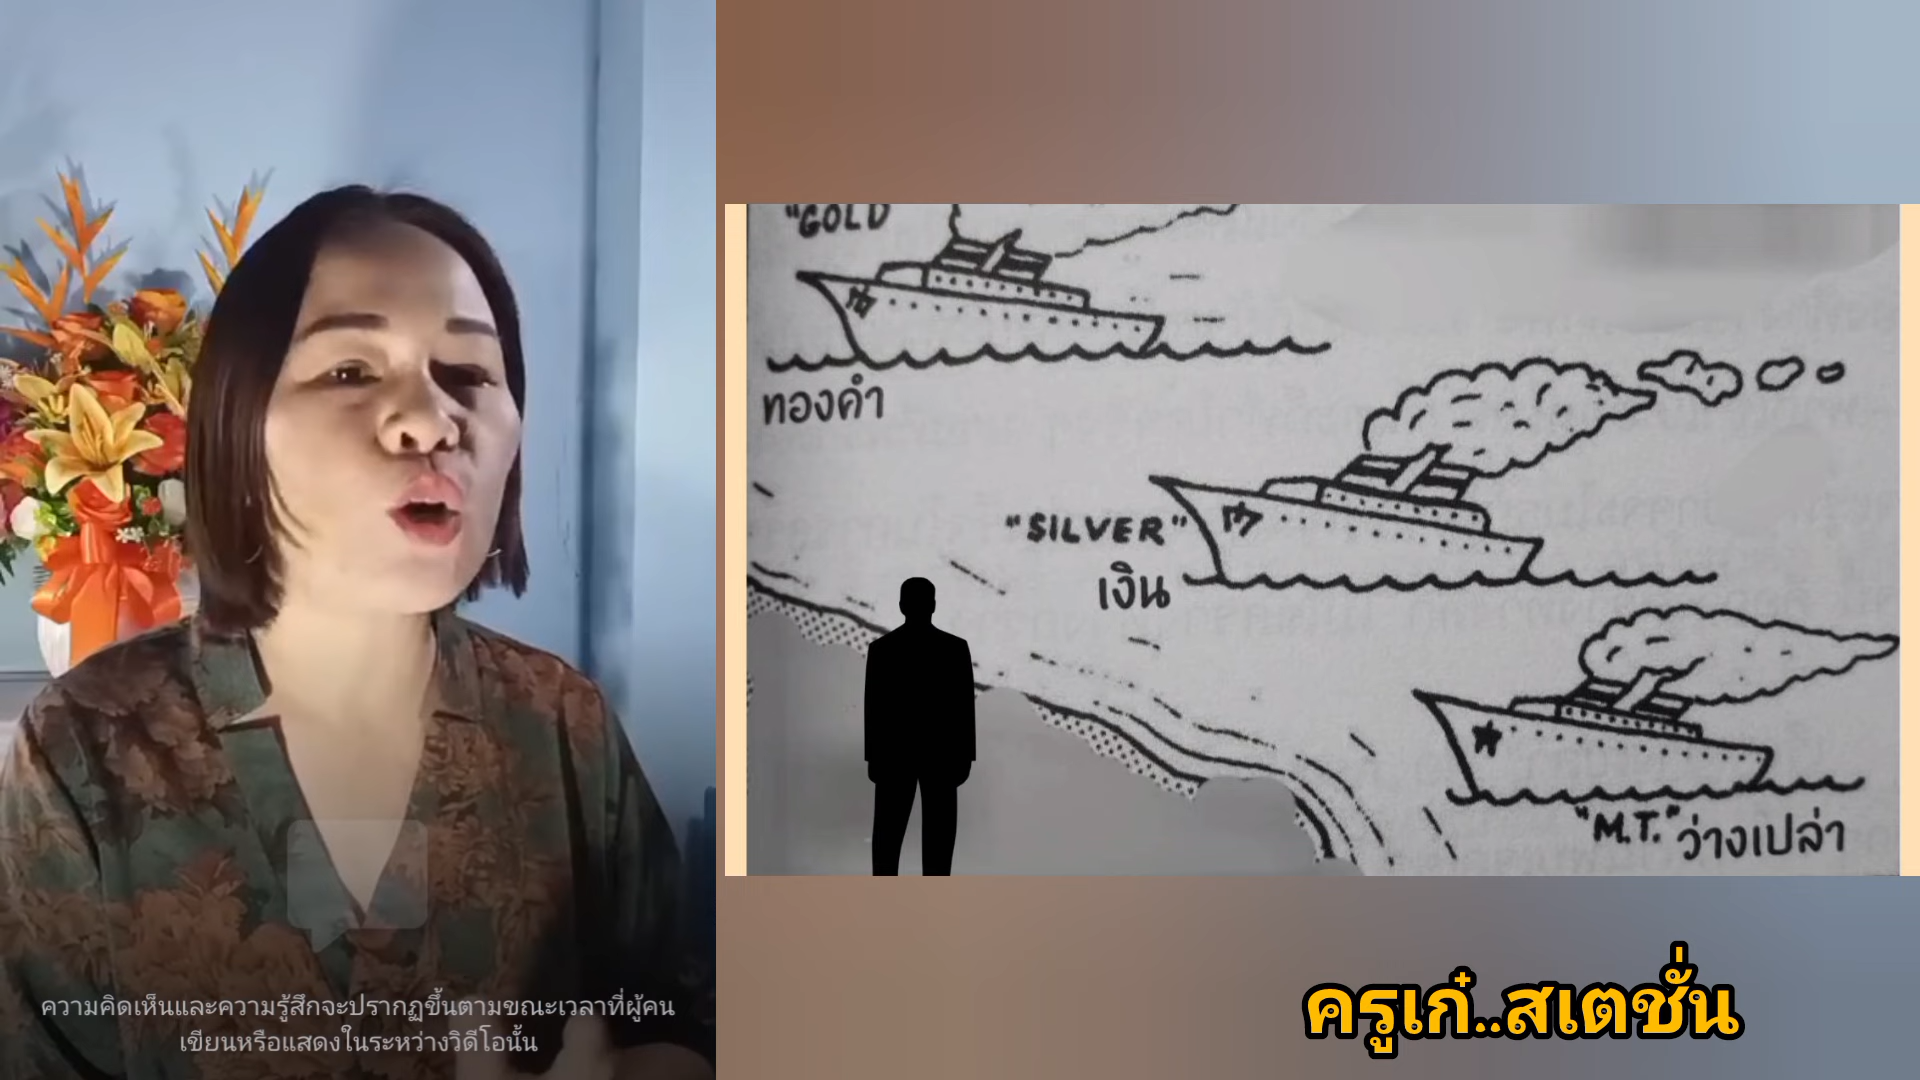 ความคิดเห็นและความรู้สึกจะปรากฏขึ้นตามขณะเวลาที่ผู้คน
เขียนหรือแสดงในระหว่างวิดีโอนั้น
"GOLD
ทองคำ
"SILVER"
เงิน
"M.T."
ว่างเปล่า
ครูเก๋..สเตชั่น